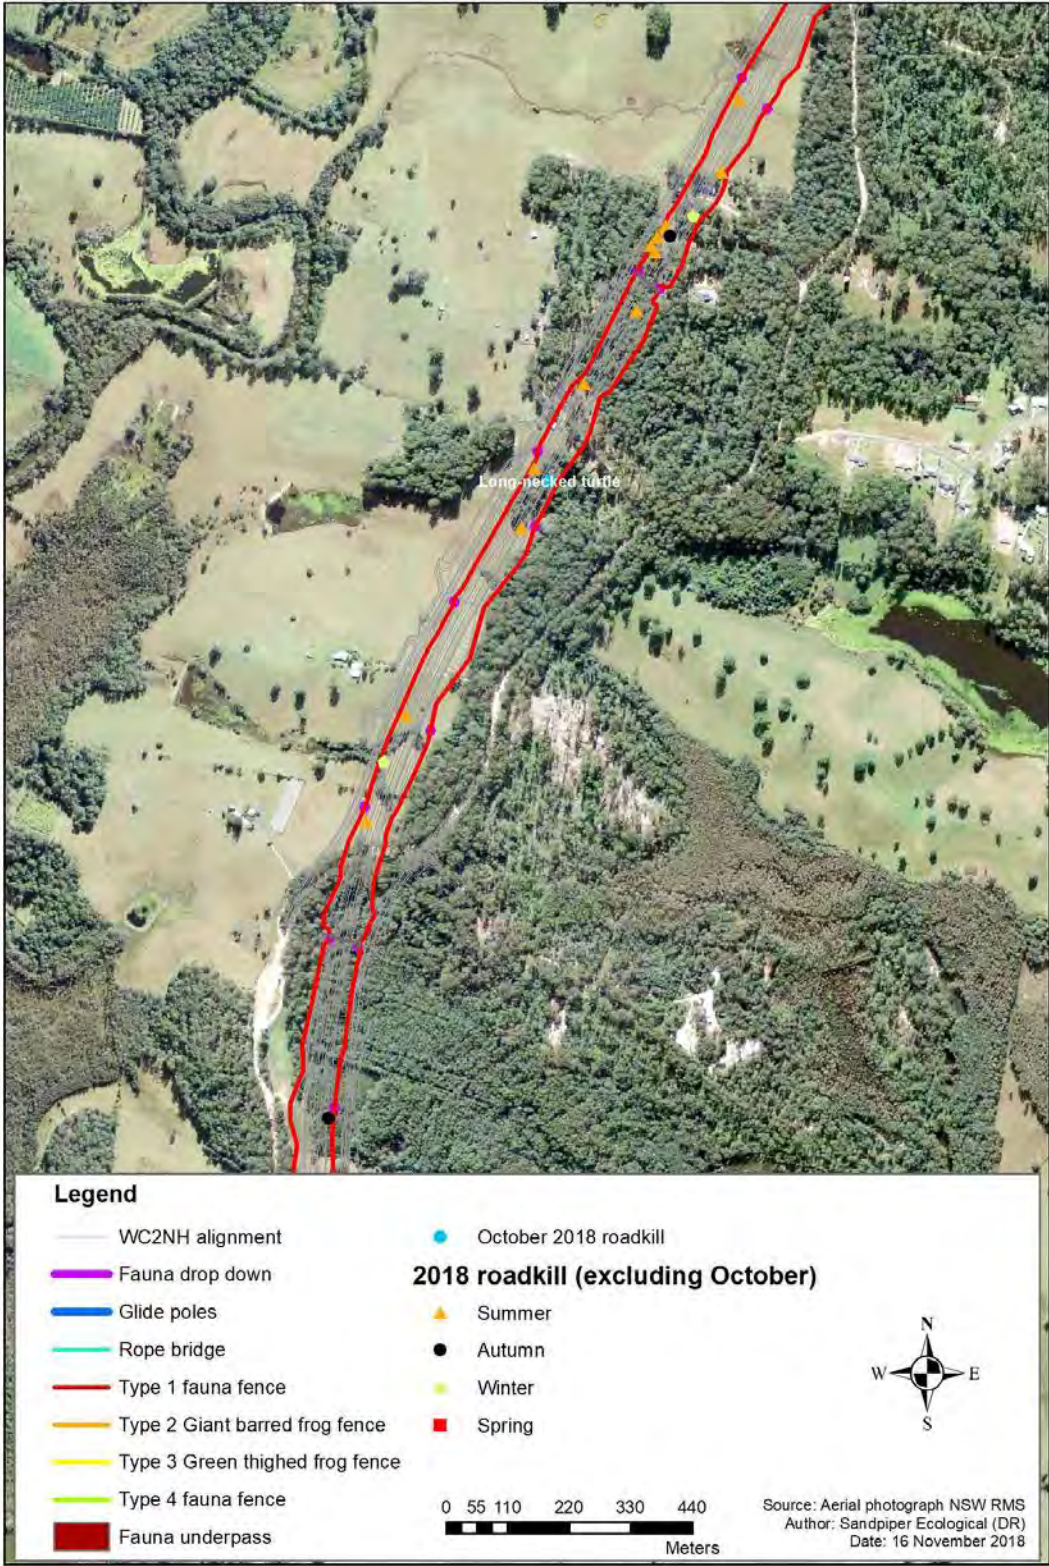 Long-necked turtle
Legend
WC2NH alignment
Fauna drop down
Glide poles
Rope bridge
Type 1 fauna fence
Type 2 Giant barred frog fence
Type 3 Green thighed frog fence
Type 4 fauna fence
Fauna underpass
October 2018 roadkill
2018 roadkill (excluding October)
Summer
Autumn
Winter
Spring
N
W E
S
0 55 110 220 330 440
Meters
Source: Aerial photograph NSW RMS
Author: Sandpiper Ecological (DR)
Date: 16 November 2018